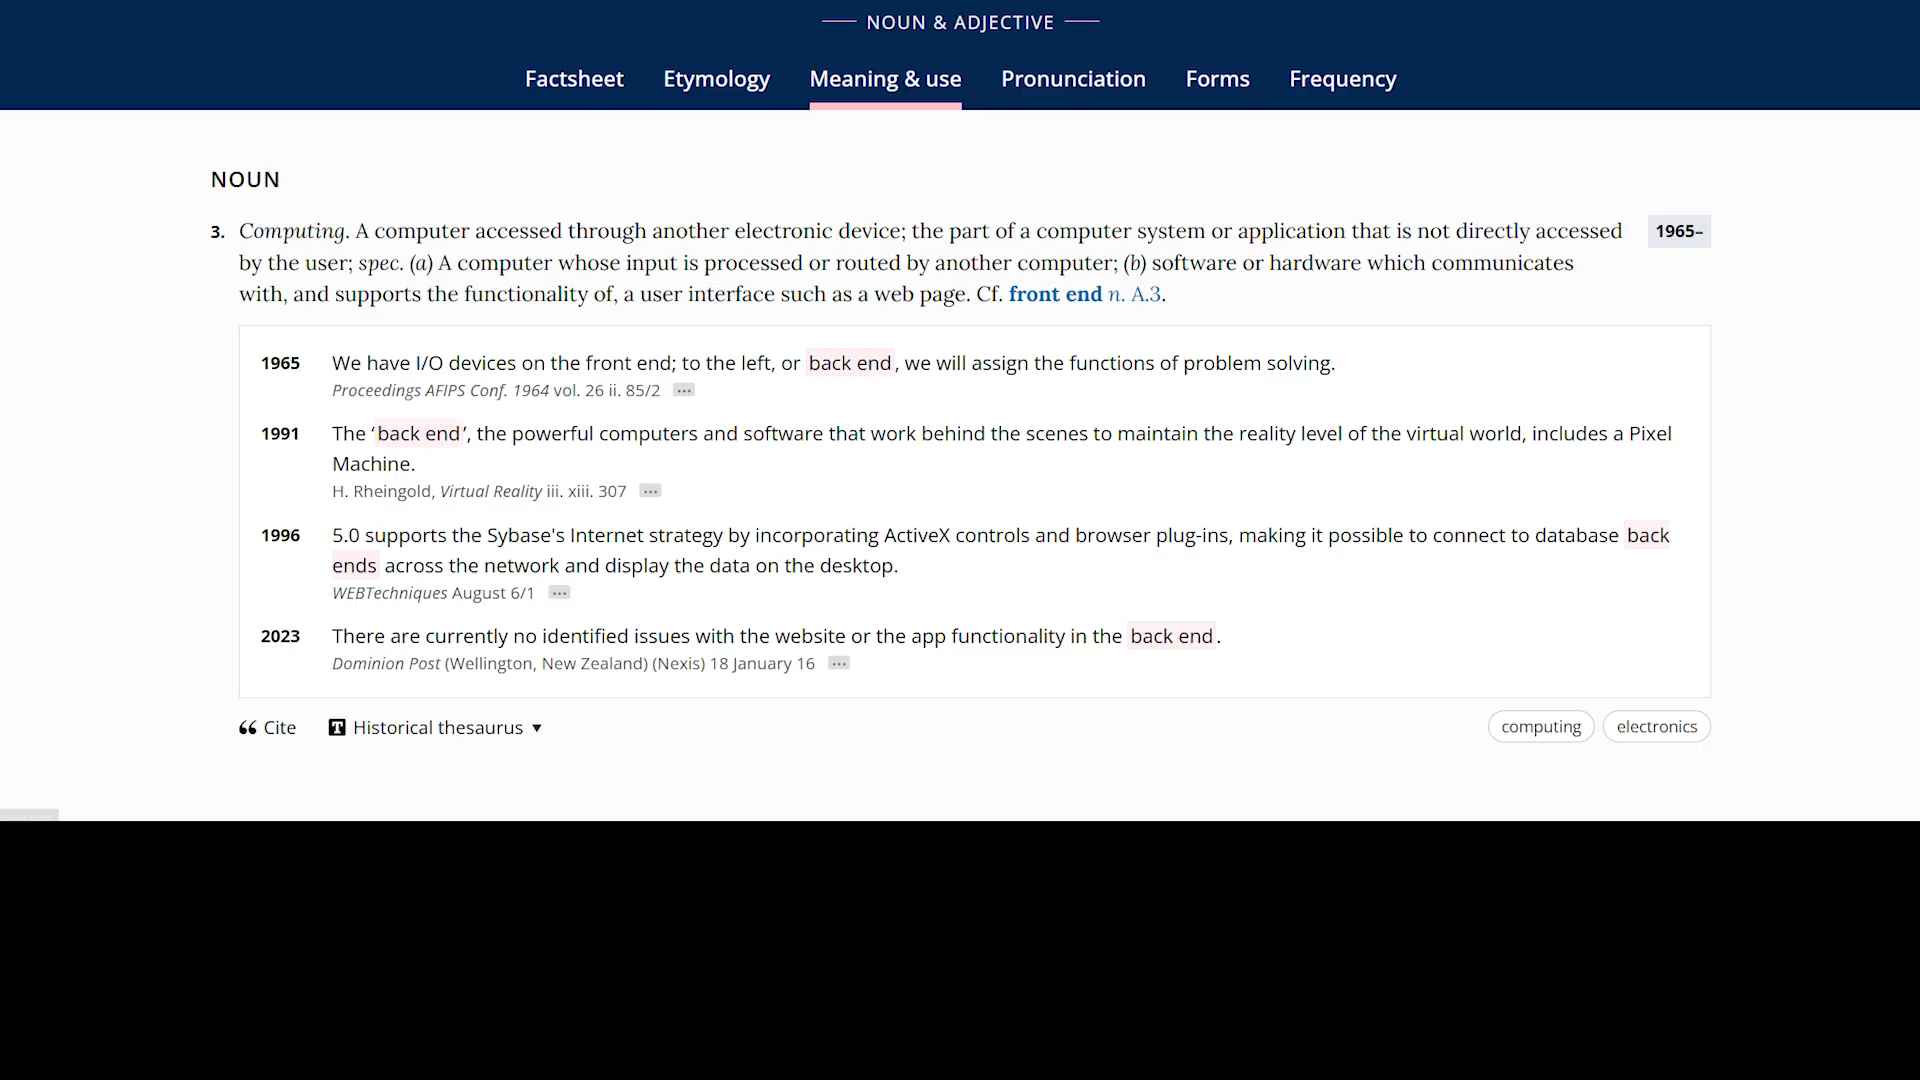 NOUN & ADJECTIVE
Factsheet Etymology Meaning & use Pronunciation Forms Frequency
NOUN
3. Computing. A computer accessed through another electronic device; the part of a computer system or application that is not directly accessed 1965–
by the user; spec. (a) A computer whose input is processed or routed by another computer; (b) software or hardware which communicates
with, and supports the functionality of, a user interface such as a web page. Cf. front end n. A.3.
1965 We have I/O devices on the front end; to the left, or back end, we will assign the functions of problem solving.
Proceedings AFIPS Conf. 1964 vol. 26 ii. 85/2 ...
1991 The ‘back end’, the powerful computers and software that work behind the scenes to maintain the reality level of the virtual world, includes a Pixel
Machine.
H. Rheingold, Virtual Reality iii. xiii. 307 ...
1996 5.0 supports the Sybase's Internet strategy by incorporating ActiveX controls and browser plug-ins, making it possible to connect to database back
ends across the network and display the data on the desktop.
WEBTechniques August 6/1 ...
2023 There are currently no identified issues with the website or the app functionality in the back end.
Dominion Post (Wellington, New Zealand) (Nexis) 18 January 16 ...
Cite Historical thesaurus ▼ computing electronics